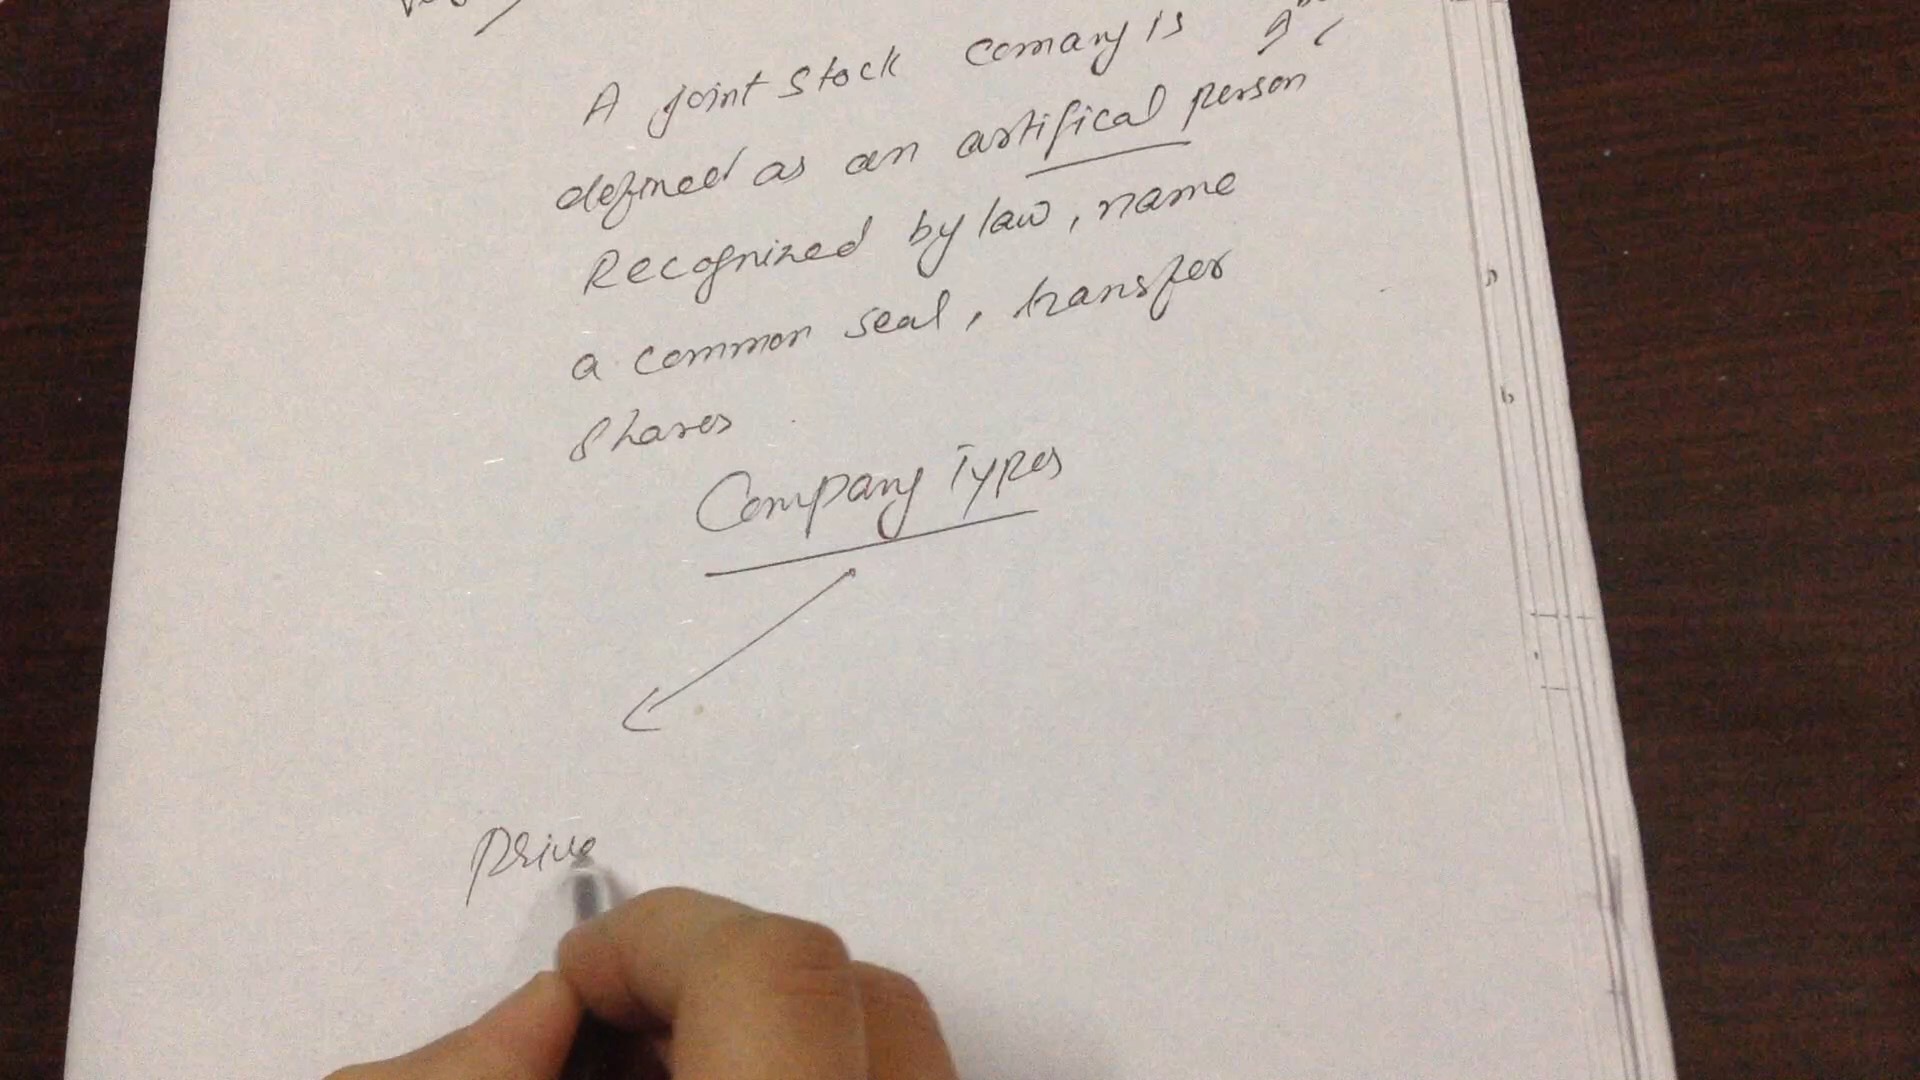 A joint stock comany is
defined as an artifical person
Recognized by law, name
a common seal, transfer
Shares
Company Types
Priva